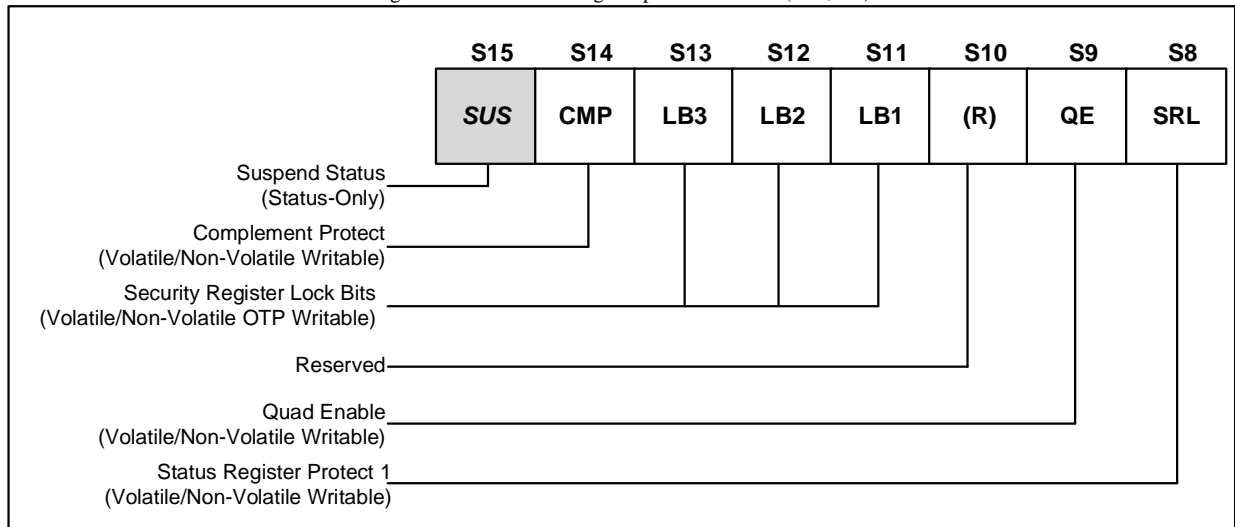 S15 S14 S13 S12 S11 S10 S9 S8
SUS CMP LB3 LB2 LB1 (R) QE SRL
Suspend Status
(Status-Only)
Complement Protect
(Volatile/Non-Volatile Writable)
Security Register Lock Bits
(Volatile/Non-Volatile OTP Writable)
Reserved
Quad Enable
(Volatile/Non-Volatile Writable)
Status Register Protect 1
(Volatile/Non-Volatile Writable)